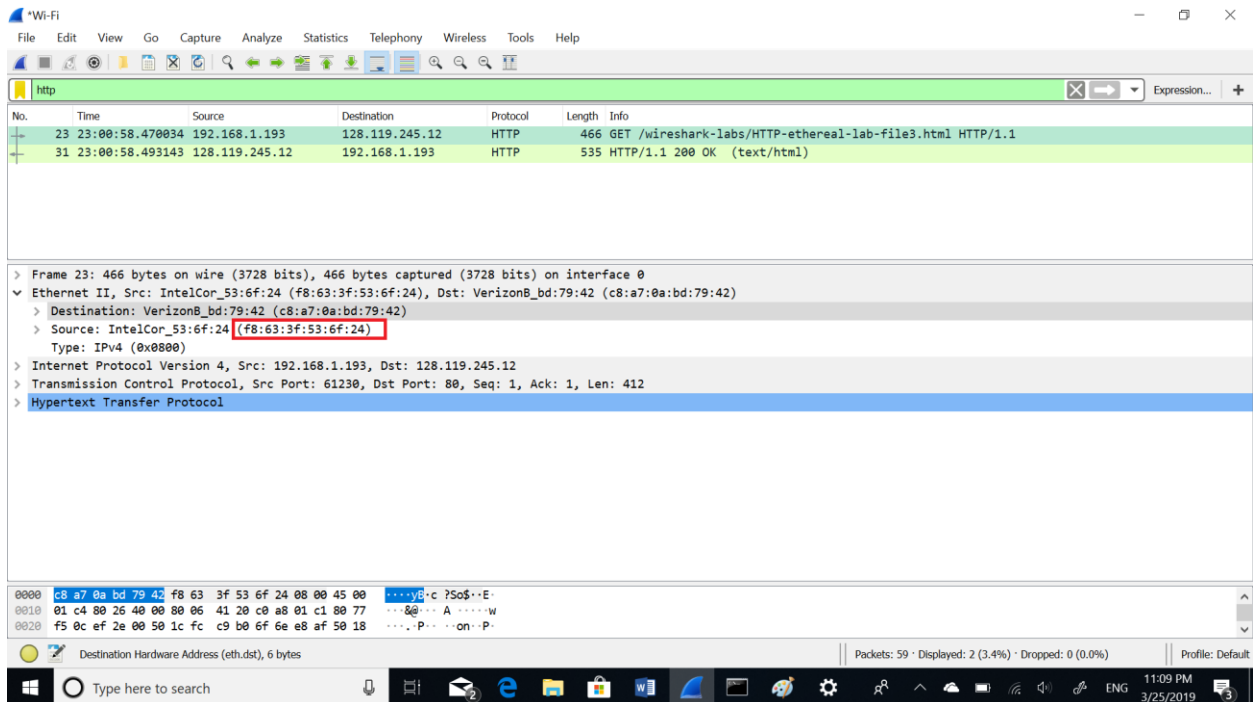 *Wi-Fi
File Edit View Go Capture Analyze Statistics Telephony Wireless Tools Help
http Expression... +
No. Time Source Destination Protocol Length Info
23 23:00:58.470034 192.168.1.193 128.119.245.12 HTTP 466 GET /wireshark-labs/HTTP-ethereal-lab-file3.html HTTP/1.1
31 23:00:58.493143 128.119.245.12 192.168.1.193 HTTP 535 HTTP/1.1 200 OK (text/html)
> Frame 23: 466 bytes on wire (3728 bits), 466 bytes captured (3728 bits) on interface 0
Ethernet II, Src: IntelCor_53:6f:24 (f8:63:3f:53:6f:24), Dst: VerizonB_bd:79:42 (c8:a7:0a:bd:79:42)
> Destination: VerizonB_bd:79:42 (c8:a7:0a:bd:79:42)
> Source: IntelCor_53:6f:24 (f8:63:3f:53:6f:24)
Type: IPv4 (0x0800)
> Internet Protocol Version 4, Src: 192.168.1.193, Dst: 128.119.245.12
> Transmission Control Protocol, Src Port: 61230, Dst Port: 80, Seq: 1, Ack: 1, Len: 412
> Hypertext Transfer Protocol
0000 c8 a7 0a bd 79 42 f8 63 3f 53 6f 24 08 00 45 00 ····yB·c ?So$··E·
0010 01 c4 80 26 40 00 80 06 41 20 c0 a8 01 c1 80 77 ···&@··· A ·····w
0020 f5 0c ef 2e 00 50 1c fc c9 b0 6f 6e e8 af 50 18 ···.·P·· ··on··P·
Destination Hardware Address (eth.dst), 6 bytes Packets: 59 · Displayed: 2 (3.4%) · Dropped: 0 (0.0%) Profile: Default
Type here to search 2 ENG 11:09 PM 3
3/25/2019